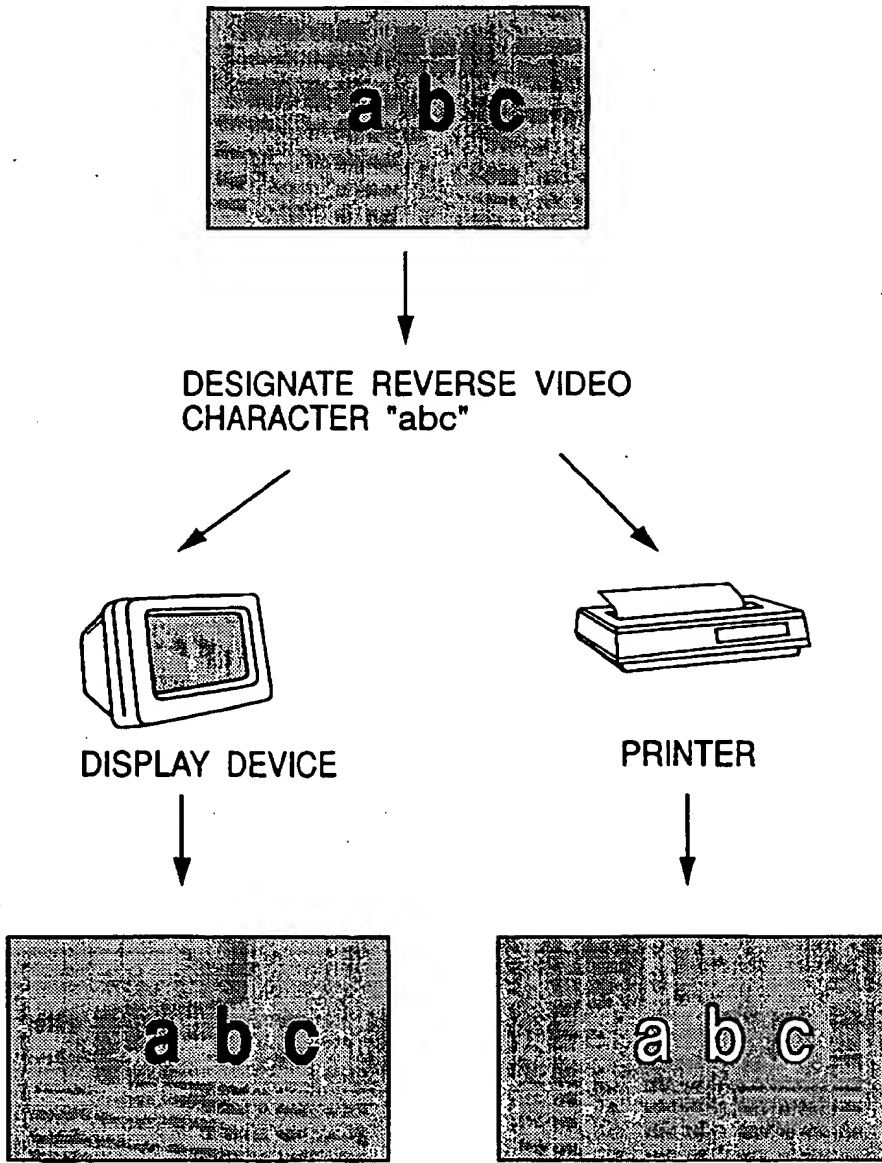 a b c
DESIGNATE REVERSE VIDEO
CHARACTER "abc"
DISPLAY DEVICE
PRINTER
a b c
a b c